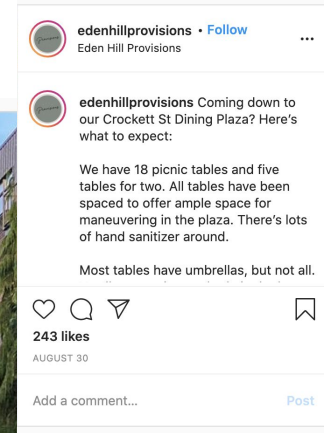 edenhillprovisions • Follow
Eden Hill Provisions
edenhillprovisions Coming down to
our Crockett St Dining Plaza? Here's
what to expect:
We have 18 picnic tables and five
tables for two. All tables have been
spaced to offer ample space for
maneuvering in the plaza. There's lots
of hand sanitizer around.
Most tables have umbrellas, but not all.
243 likes
AUGUST 30
Add a comment...
Post